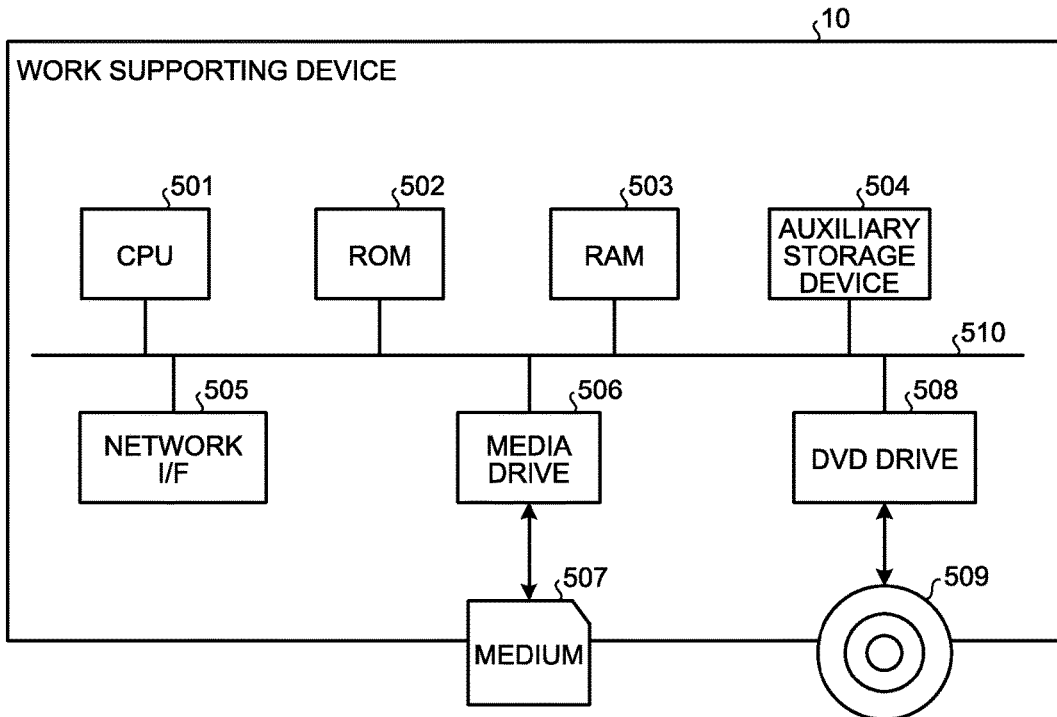 10
WORK SUPPORTING DEVICE
501
502
503
504
CPU
ROM
RAM
AUXILIARY
STORAGE
DEVICE
510
505
506
508
NETWORK
I/F
MEDIA
DRIVE
DVD DRIVE
507
509
MEDIUM